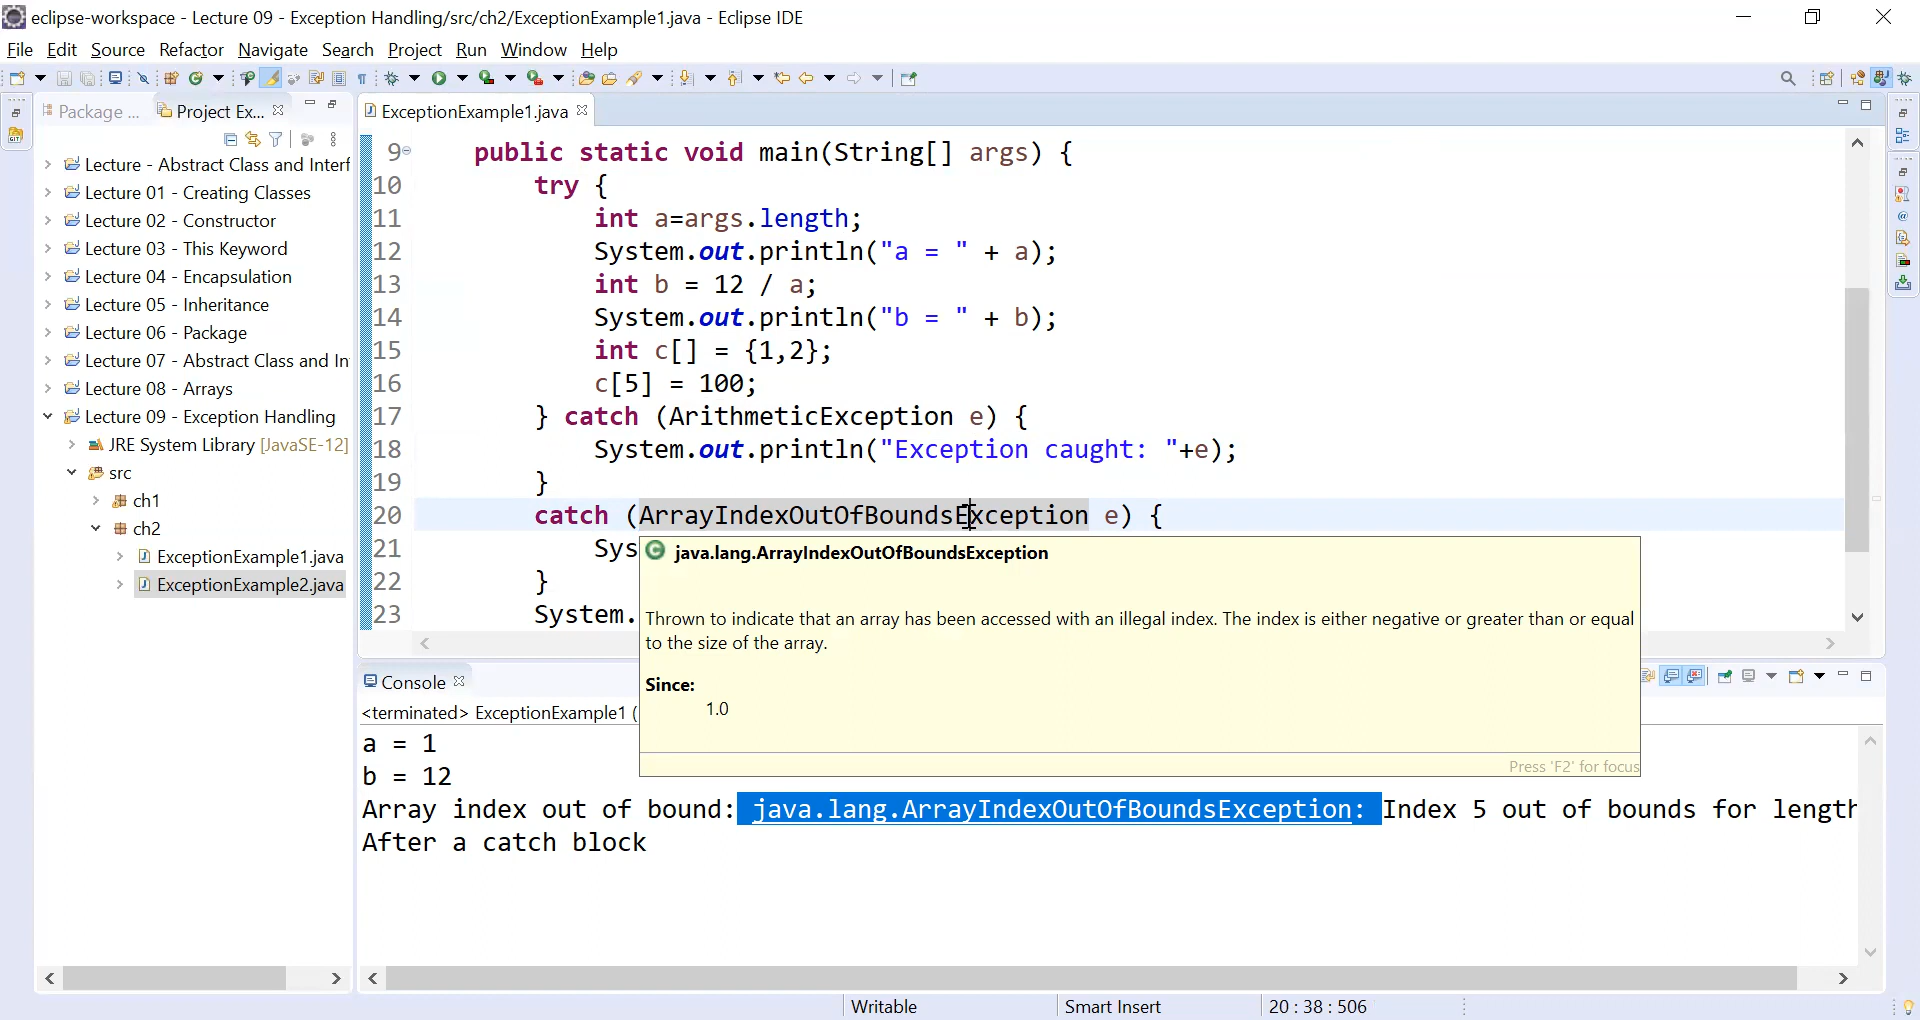 eclipse-workspace - Lecture 09 - Exception Handling/src/ch2/ExceptionExample1.java - Eclipse IDE
File Edit Source Refactor Navigate Search Project Run Window Help
Package ... Project Ex...
Lecture - Abstract Class and Interf
Lecture 01 - Creating Classes
Lecture 02 - Constructor
Lecture 03 - This Keyword
Lecture 04 - Encapsulation
Lecture 05 - Inheritance
Lecture 06 - Package
Lecture 07 - Abstract Class and In
Lecture 08 - Arrays
Lecture 09 - Exception Handling
JRE System Library [JavaSE-12]
src
ch1
ch2
ExceptionExample1.java
ExceptionExample2.java
ExceptionExample1.java
9 public static void main(String[] args) {
10 try {
11 int a=args.length;
12 System.out.println("a = " + a);
13 int b = 12 / a;
14 System.out.println("b = " + b);
15 int c[] = {1,2};
16 c[5] = 100;
17 } catch (ArithmeticException e) {
18 System.out.println("Exception caught: "+e);
19 }
20 catch (ArrayIndexOutOfBoundsException e) {
21 Sys
22 }
23 System.
java.lang.ArrayIndexOutOfBoundsException
Thrown to indicate that an array has been accessed with an illegal index. The index is either negative or greater than or equal
to the size of the array.
Since:
1.0
Press 'F2' for focus
Console
<terminated> ExceptionExample1 (
a = 1
b = 12
Array index out of bound: java.lang.ArrayIndexOutOfBoundsException: Index 5 out of bounds for length
After a catch block
Writable Smart Insert 20 : 38 : 506